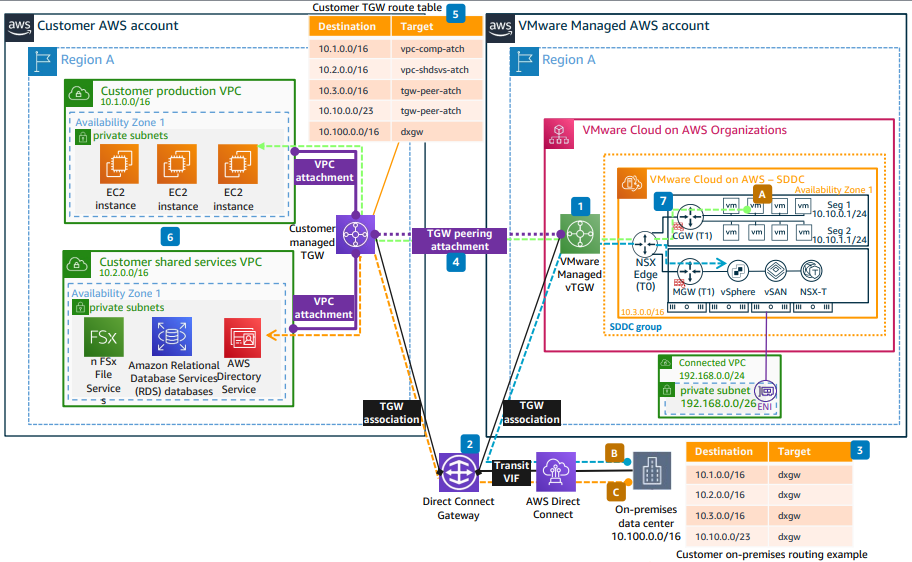 Customer TGW route table
5
aws
Customer AWS account
Destination
Target
10.1.0.0/16
vpc-comp-atch
10.2.0.0/16
vpc-shdsvs-atch
10.3.0.0/16
tgw-peer-atch
10.10.0.0/23
tgw-peer-atch
10.100.0.0/16
dxgw
aws
VMware Managed AWS account
Region A
Customer production VPC
10.1.0.0/16
Availability Zone 1
private subnets
EC2
instance
EC2
instance
EC2
instance
VPC
attachment
6
Customer
managed
TGW
Customer shared services VPC
10.2.0.0/16
Availability Zone 1
private subnets
FSx
n FSx
File
Service
s
Amazon Relational
Database Services
(RDS) databases
AWS
Directory
Service
VPC
attachment
TGW peering
attachment
4
1
VMware
Managed
vTGW
Region A
VMware Cloud on AWS Organizations
VMware Cloud on AWS – SDDC
Availability Zone 1
7
A
vm
vm
vm
vm
Seg 1
10.10.0.1/24
CGW (T1)
vm
vm
vm
vm
Seg 2
10.10.1.1/24
NSX
Edge
(T0)
MGW (T1)
vSphere
vSAN
NSX-T
10.3.0.0/16
SDDC group
Connected VPC
192.168.0.0/24
private subnet
192.168.0.0/26
ENI
TGW
association
TGW
association
2
Direct Connect
Gateway
Transit
VIF
AWS Direct
Connect
B
C
On-premises
data center
10.100.0.0/16
3
Destination
Target
10.1.0.0/16
dxgw
10.2.0.0/16
dxgw
10.3.0.0/16
dxgw
10.10.0.0/23
dxgw
Customer on-premises routing example